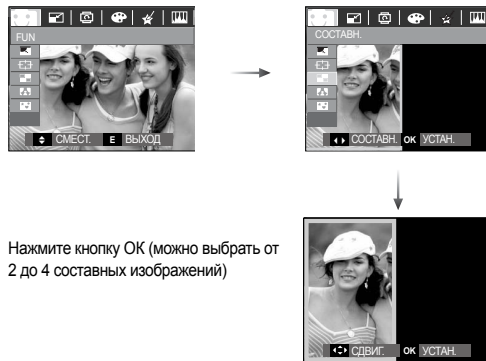 FUN
СМЕСТ. E ВЫХОД
СОСТАВН.
СОСТАВН. OK УСТАН.
Нажмите кнопку ОК (можно выбрать от
2 до 4 составных изображений)
СДВИГ. OK УСТАН.